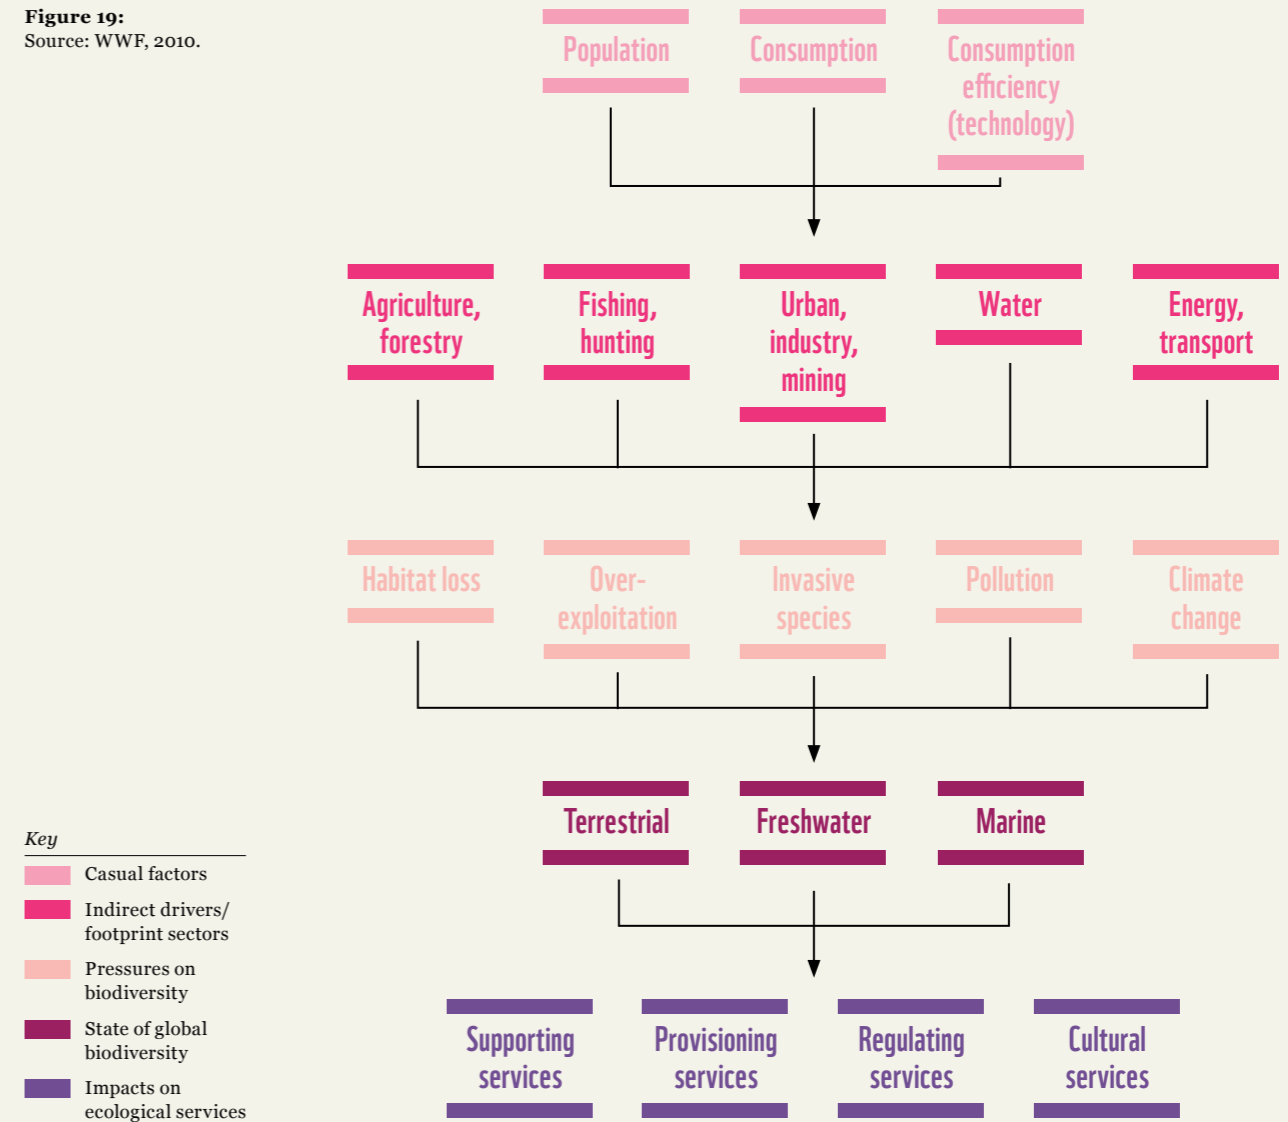 Figure 19:
Source: WWF, 2010.
Population
Consumption
Consumption
efficiency
(technology)
Agriculture,
forestry
Fishing,
hunting
Urban,
industry,
mining
Water
Energy,
transport
Habitat loss
Over-
exploitation
Invasive
species
Pollution
Climate
change
Terrestrial
Freshwater
Marine
Key
Casual factors
Indirect drivers/
footprint sectors
Pressures on
biodiversity
State of global
biodiversity
Impacts on
ecological services
Supporting
services
Provisioning
services
Regulating
services
Cultural
services